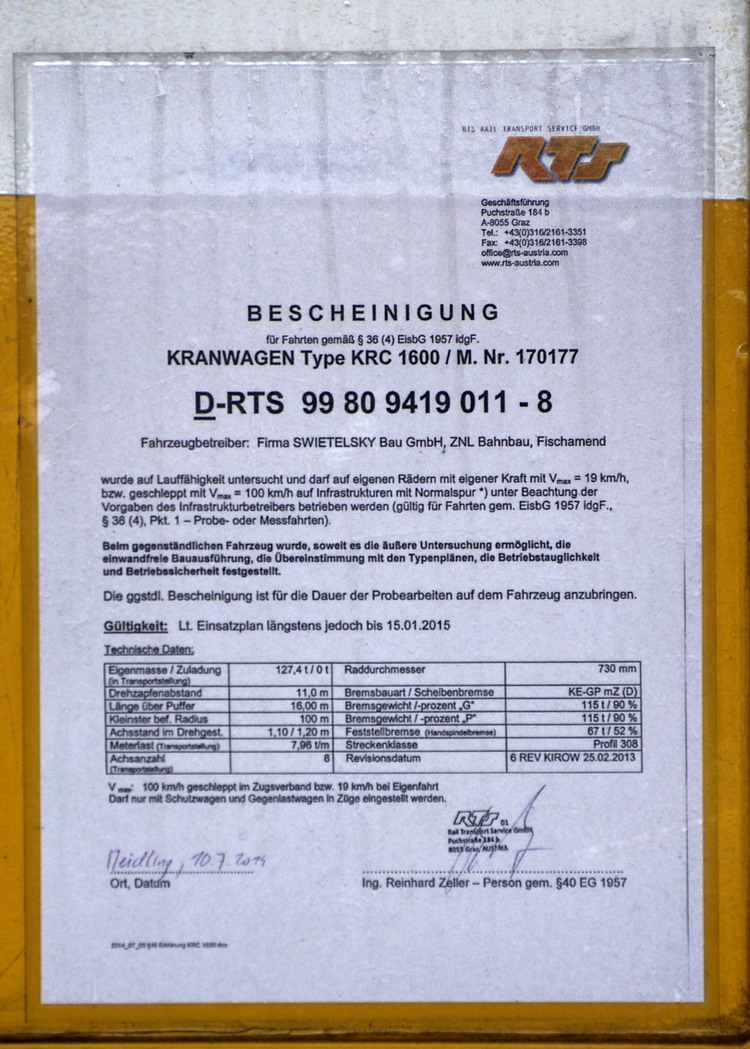 RTS RAIL TRANSPORT SERVICE GMBH
RTS
Geschäftsführung
Puchstraße 184 b
A-8055 Graz
Tel.: +43(0)316/2161-3351
Fax: +43(0)316/2161-3398
office@rts-austria.com
www.rts-austria.com
BESCHEINIGUNG
für Fahrten gemäß § 36 (4) EisbG 1957 idgF.
KRANWAGEN Type KRC 1600 / M. Nr. 170177
D-RTS 99 80 9419 011 - 8
Fahrzeugbetreiber: Firma SWIETELSKY Bau GmbH, ZNL Bahnbau, Fischamend
wurde auf Lauffähigkeit untersucht und darf auf eigenen Rädern mit eigener Kraft mit Vmax = 19 km/h,
bzw. geschleppt mit Vmax = 100 km/h auf Infrastrukturen mit Normalspur *) unter Beachtung der
Vorgaben des Infrastrukturbetreibers betrieben werden (gültig für Fahrten gem. EisbG 1957 idgF.,
§ 36 (4), Pkt. 1 – Probe- oder Messfahrten).
Beim gegenständlichen Fahrzeug wurde, soweit es die äußere Untersuchung ermöglicht, die
einwandfreie Bauausführung, die Übereinstimmung mit den Typenplänen, die Betriebstauglichkeit
und Betriebssicherheit festgestellt.
Die ggstdl. Bescheinigung ist für die Dauer der Probearbeiten auf dem Fahrzeug anzubringen.
Gültigkeit: Lt. Einsatzplan längstens jedoch bis 15.01.2015
Technische Daten:
Eigenmasse / Zuladung 127,4 t / 0 t Raddurchmesser 730 mm
(in Transportstellung)
Drehzapfenabstand 11,0 m Bremsbauart / Scheibenbremse KE-GP mZ (D)
Länge über Puffer 16,00 m Bremsgewicht /-prozent „G“ 115 t / 90 %
Kleinster bef. Radius 100 m Bremsgewicht / -prozent „P“ 115 t / 90 %
Achsstand im Drehgest. 1,10 / 1,20 m Feststellbremse (Handspindelbremse) 67 t / 52 %
Meterlast (Transportstellung) 7,96 t/m Streckenklasse Profil 308
Achsanzahl 8 Revisionsdatum 6 REV KIROW 25.02.2013
(Transportstellung)
V max: 100 km/h geschleppt im Zugsverband bzw. 19 km/h bei Eigenfahrt
Darf nur mit Schutzwagen und Gegenlastwagen in Züge eingestellt werden.
RTS 01
Rail Transport Service GmbH
Puchstraße 184 b
8055 Graz, AUSTRIA
Meidling, 10.7.2014
Ort, Datum
Ing. Reinhard Zeller – Person gem. §40 EG 1957
2014_07_03 §40 Erklärung KRC 1600.doc